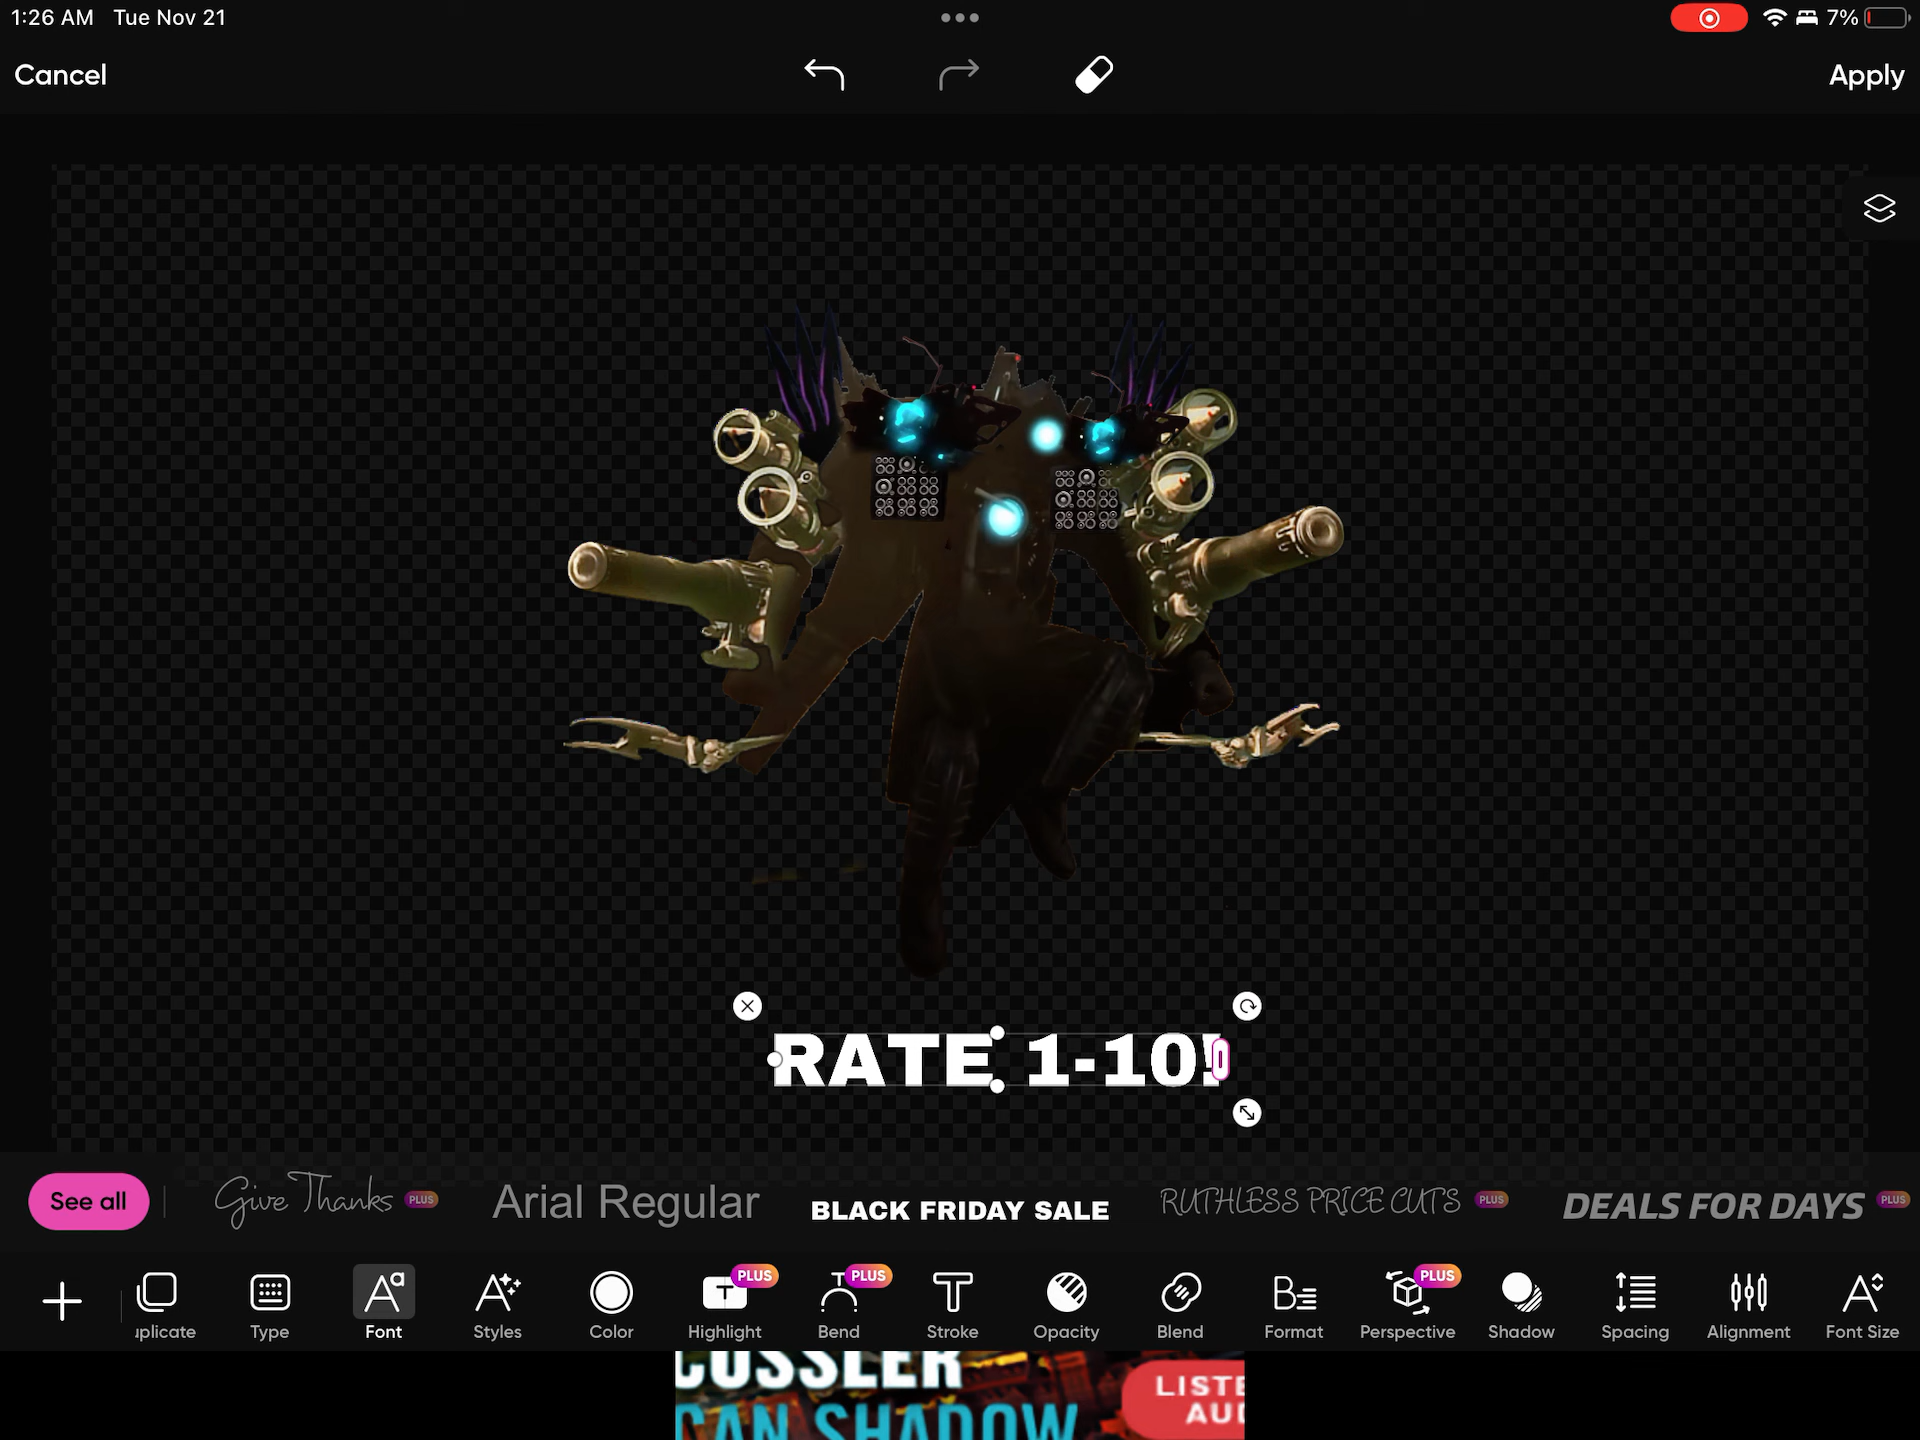 1:26 AM Tue Nov 21
7%
Cancel
Apply
RATE 1-10!
See all
Give Thanks PLUS
Arial Regular
BLACK FRIDAY SALE
RUTHLESS PRICE CUTS PLUS
DEALS FOR DAYS PLUS
PLUS PLUS PLUS
uplicate Type Font Styles Color Highlight Bend Stroke Opacity Blend Format Perspective Shadow Spacing Alignment Font Size
CUSSLER
CAN SHADOW
LISTE
AU